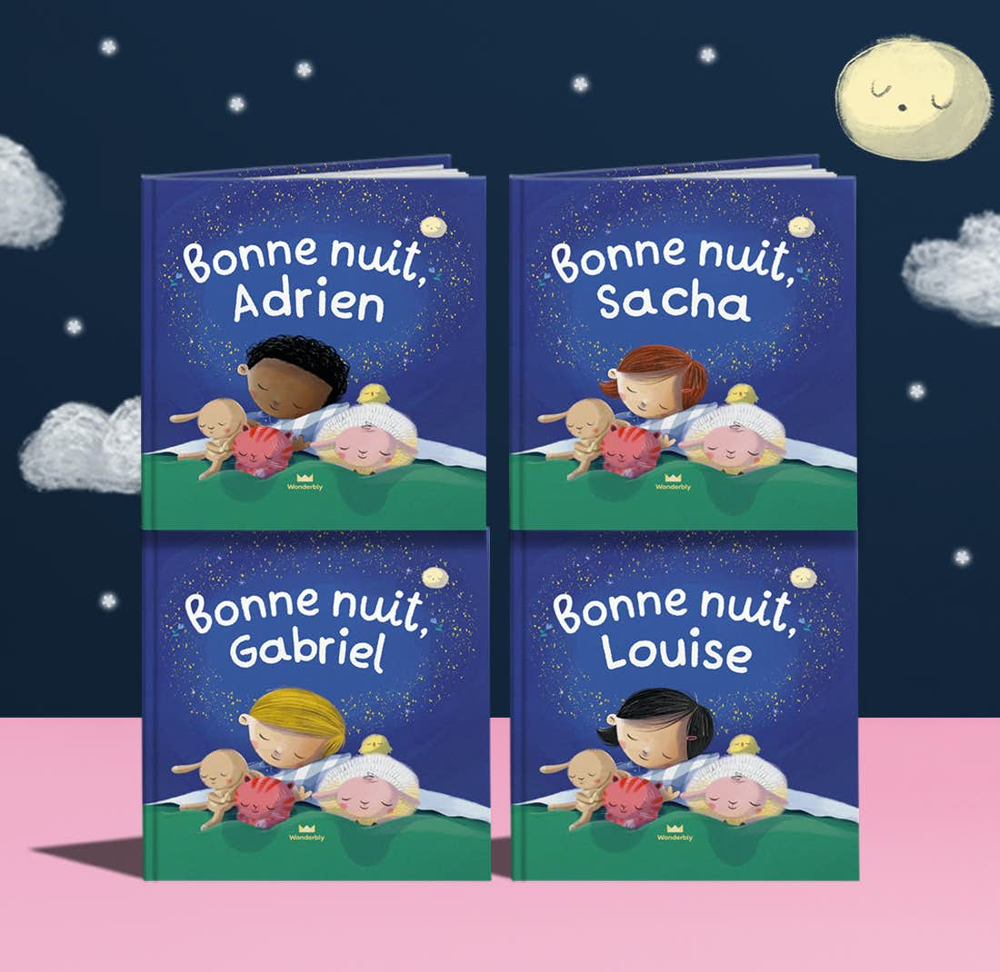 Bonne nuit,
Adrien
Wonderbly
Bonne nuit,
Sacha
Wonderbly
Bonne nuit,
Gabriel
Wonderbly
Bonne nuit,
Louise
Wonderbly